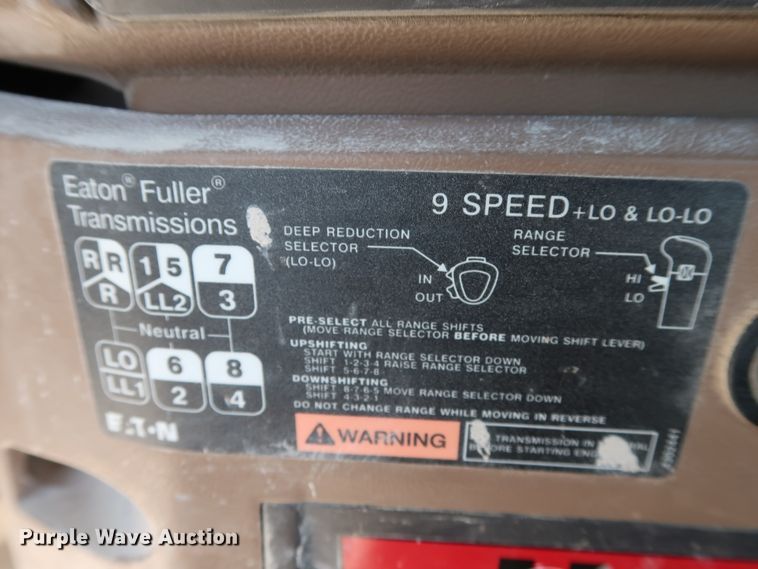 Eaton® Fuller®
Transmissions
9 SPEED +LO & LO-LO
DEEP REDUCTION
SELECTOR
(LO-LO)
IN
OUT
RANGE
SELECTOR
HI
LO
R R 1 5 7
R LL2 3
Neutral
LO 6 8
LL1 2 4
PRE-SELECT ALL RANGE SHIFTS
(MOVE RANGE SELECTOR BEFORE MOVING SHIFT LEVER)
UPSHIFTING
START WITH RANGE SELECTOR DOWN
SHIFT 1-2-3-4 RAISE RANGE SELECTOR
SHIFT 5-6-7-8
DOWNSHIFTING
SHIFT 8-7-6-5 MOVE RANGE SELECTOR DOWN
SHIFT 4-3-2-1
DO NOT CHANGE RANGE WHILE MOVING IN REVERSE
EATON
WARNING
TRANSMISSION IN
BEFORE STARTING
Purple Wave Auction